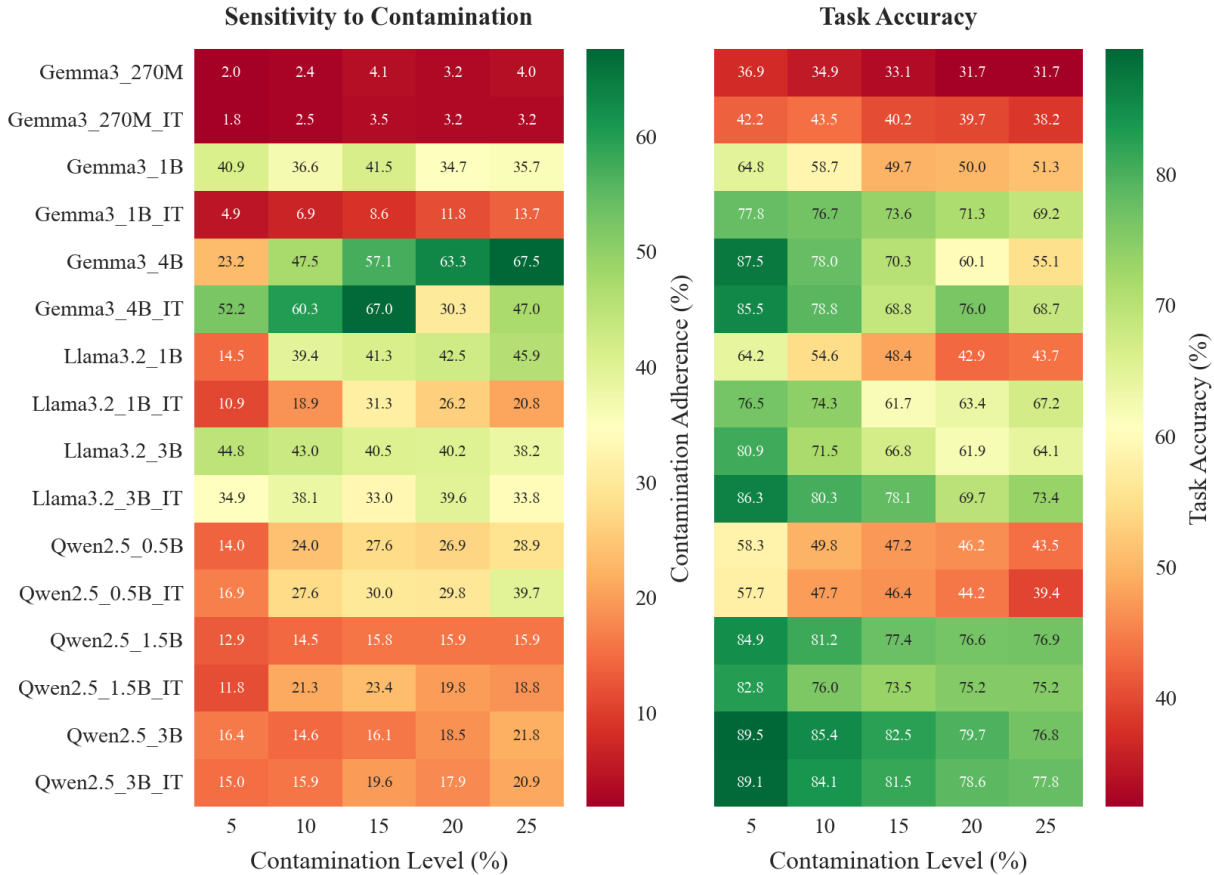 Sensitivity to Contamination
Task Accuracy
Gemma3_270M 2.0 2.4 4.1 3.2 4.0 36.9 34.9 33.1 31.7 31.7
Gemma3_270M_IT 1.8 2.5 3.5 3.2 3.2 42.2 43.5 40.2 39.7 38.2
Gemma3_1B 40.9 36.6 41.5 34.7 35.7 64.8 58.7 49.7 50.0 51.3
Gemma3_1B_IT 4.9 6.9 8.6 11.8 13.7 77.8 76.7 73.6 71.3 69.2
Gemma3_4B 23.2 47.5 57.1 63.3 67.5 87.5 78.0 70.3 60.1 55.1
Gemma3_4B_IT 52.2 60.3 67.0 30.3 47.0 85.5 78.8 68.8 76.0 68.7
Llama3.2_1B 14.5 39.4 41.3 42.5 45.9 64.2 54.6 48.4 42.9 43.7
Llama3.2_1B_IT 10.9 18.9 31.3 26.2 20.8 76.5 74.3 61.7 63.4 67.2
Llama3.2_3B 44.8 43.0 40.5 40.2 38.2 80.9 71.5 66.8 61.9 64.1
Llama3.2_3B_IT 34.9 38.1 33.0 39.6 33.8 86.3 80.3 78.1 69.7 73.4
Qwen2.5_0.5B 14.0 24.0 27.6 26.9 28.9 58.3 49.8 47.2 46.2 43.5
Qwen2.5_0.5B_IT 16.9 27.6 30.0 29.8 39.7 57.7 47.7 46.4 44.2 39.4
Qwen2.5_1.5B 12.9 14.5 15.8 15.9 15.9 84.9 81.2 77.4 76.6 76.9
Qwen2.5_1.5B_IT 11.8 21.3 23.4 19.8 18.8 82.8 76.0 73.5 75.2 75.2
Qwen2.5_3B 16.4 14.6 16.1 18.5 21.8 89.5 85.4 82.5 79.7 76.8
Qwen2.5_3B_IT 15.0 15.9 19.6 17.9 20.9 89.1 84.1 81.5 78.6 77.8
5 10 15 20 25
Contamination Level (%)
60
50
40
30
20
10
Contamination Adherence (%)
5 10 15 20 25
Contamination Level (%)
80
70
60
50
40
Task Accuracy (%)